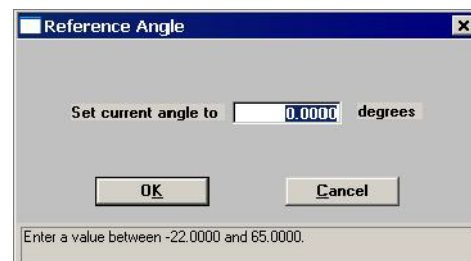 Reference Angle
Set current angle to 0.0000 degrees
OK Cancel
Enter a value between -22.0000 and 65.0000.